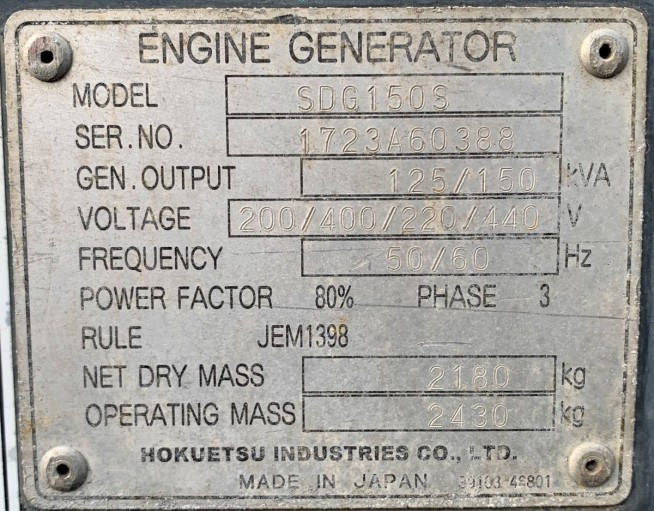 ENGINE GENERATOR
MODEL SDG150S
SER.NO. 1723A60388
GEN.OUTPUT 125/150 kVA
VOLTAGE 200/400/220/440 V
FREQUENCY 50/60 Hz
POWER FACTOR 80% PHASE 3
RULE JEM1398
NET DRY MASS 2180 kg
OPERATING MASS 2430 kg
HOKUETSU INDUSTRIES CO., LTD.
MADE IN JAPAN